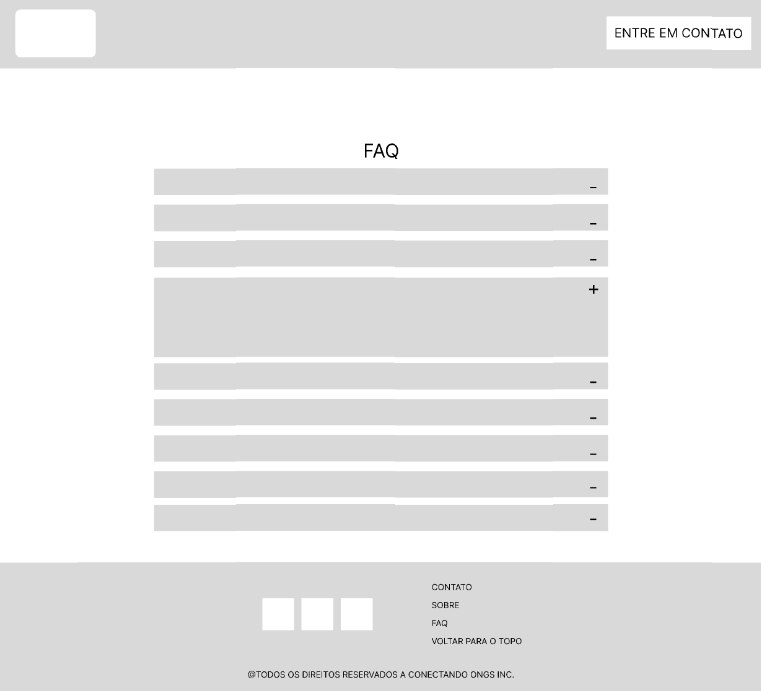 ENTRE EM CONTATO
FAQ
–
–
–
+
–
–
–
–
–
CONTATO
SOBRE
FAQ
VOLTAR PARA O TOPO
@TODOS OS DIREITOS RESERVADOS A CONECTANDO ONGS INC.